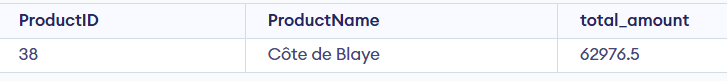 ProductID ProductName total_amount
38 Côte de Blaye 62976.5